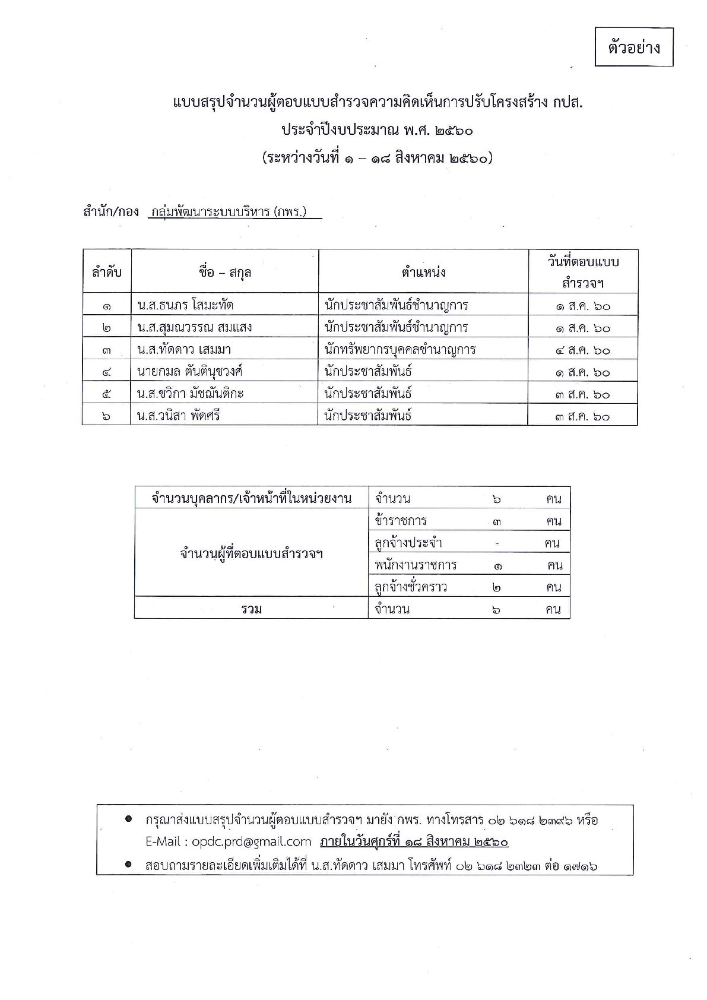 ตัวอย่าง
แบบสรุปจำนวนผู้ตอบแบบสำรวจความคิดเห็นการปรับโครงสร้าง กปส.
ประจำปีงบประมาณ พ.ศ. ๒๕๖๐
(ระหว่างวันที่ ๑ – ๑๘ สิงหาคม ๒๕๖๐)
สำนัก/กอง กลุ่มพัฒนาระบบบริหาร (กพร.)
ลำดับ ชื่อ – สกุล ตำแหน่ง วันที่ตอบแบบ
สำรวจฯ
๑ น.ส.ธนภร โสมะทัต นักประชาสัมพันธ์ชำนาญการ ๑ ส.ค. ๖๐
๒ น.ส.สุมณวรรณ สมแสง นักประชาสัมพันธ์ชำนาญการ ๑ ส.ค. ๖๐
๓ น.ส.ทัดดาว เสมมา นักทรัพยากรบุคคลชำนาญการ ๔ ส.ค. ๖๐
๔ นายกมล ตันตินุชวงศ์ นักประชาสัมพันธ์ ๑ ส.ค. ๖๐
๕ น.ส.ชวิกา มัชฌันติกะ นักประชาสัมพันธ์ ๓ ส.ค. ๖๐
๖ น.ส.วนิสา พัดศรี นักประชาสัมพันธ์ ๓ ส.ค. ๖๐
จำนวนบุคลากร/เจ้าหน้าที่ในหน่วยงาน จำนวน ๖ คน
ข้าราชการ ๓ คน
ลูกจ้างประจำ - คน
จำนวนผู้ที่ตอบแบบสำรวจฯ
พนักงานราชการ ๑ คน
ลูกจ้างชั่วคราว ๒ คน
รวม จำนวน ๖ คน
• กรุณาส่งแบบสรุปจำนวนผู้ตอบแบบสำรวจฯ มายัง กพร. ทางโทรสาร ๐๒ ๖๑๘ ๒๓๙๖ หรือ
E-Mail : opdc.prd@gmail.com ภายในวันศุกร์ที่ ๑๘ สิงหาคม ๒๕๖๐
• สอบถามรายละเอียดเพิ่มเติมได้ที่ น.ส.ทัดดาว เสมมา โทรศัพท์ ๐๒ ๖๑๘ ๒๓๒๓ ต่อ ๑๗๑๖